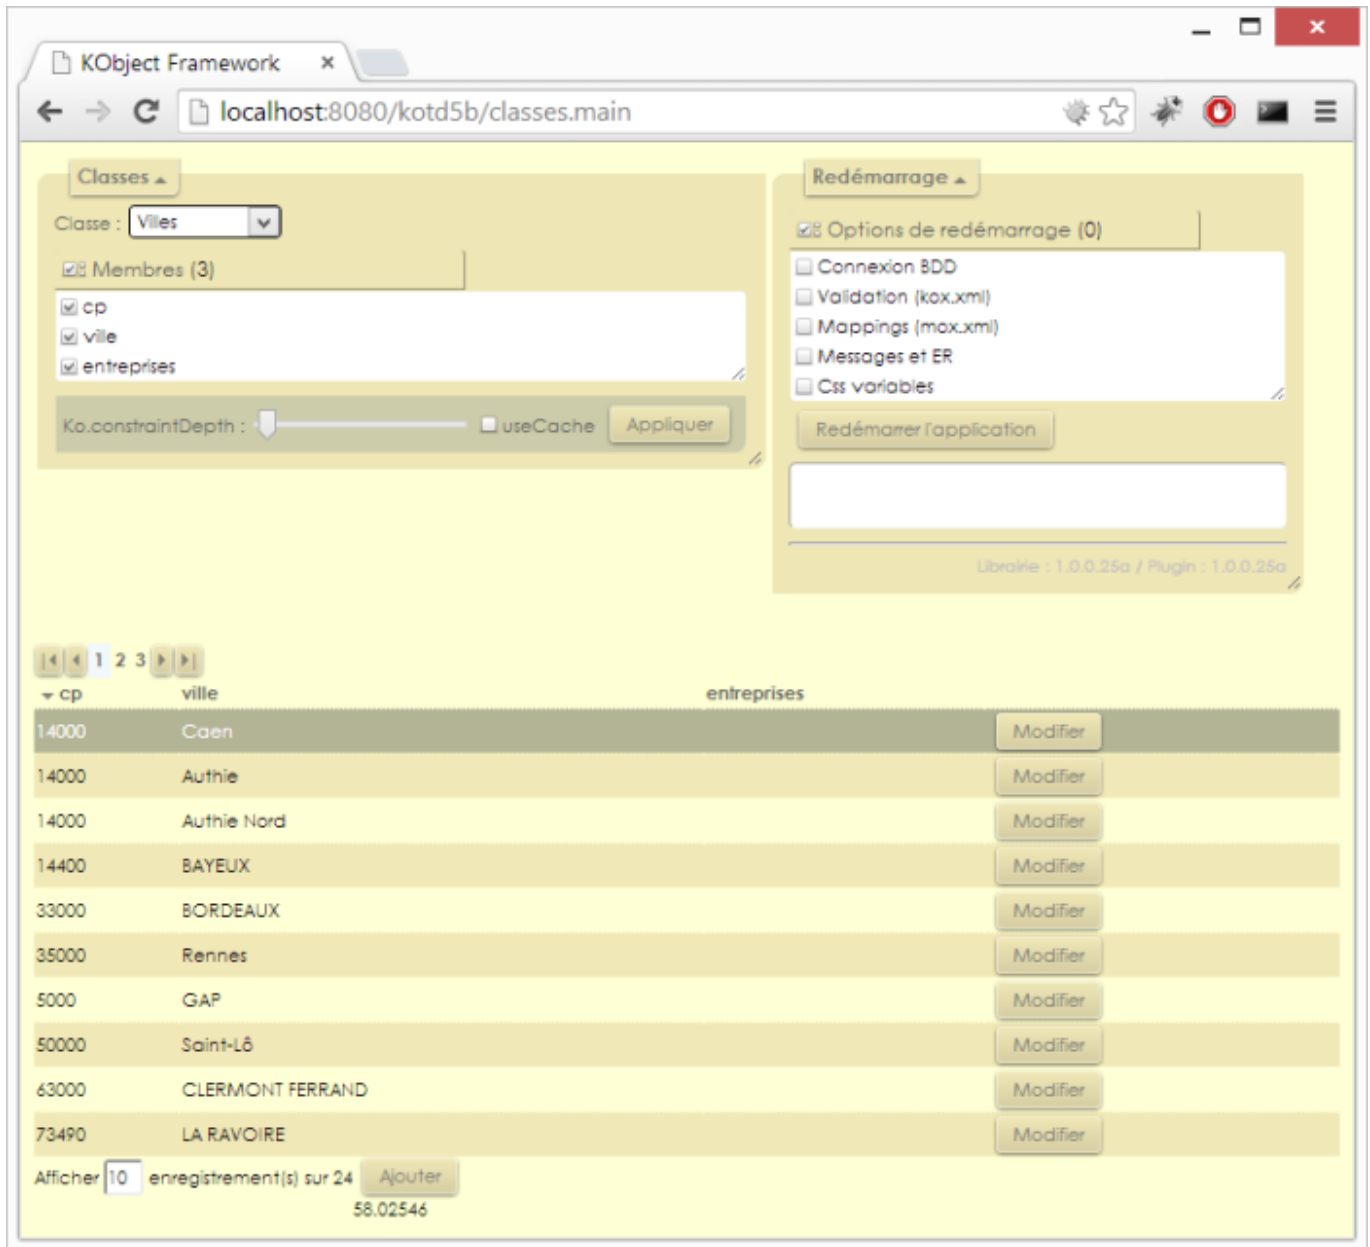 KObject Framework
localhost:8080/kotd5b/classes.main
Classes
Classe : Villes
Membres (3)
cp
ville
entreprises
Ko.constraintDepth : useCache Appliquer
Redémarrage
Options de redémarrage (0)
Connexion BDD
Validation (kox.xml)
Mappings (mox.xml)
Messages et ER
Css variables
Redémarrer l'application
Librairie : 1.0.0.25a / Plugin : 1.0.0.25a
1 2 3
cp ville entreprises
14000 Caen Modifier
14000 Authie Modifier
14000 Authie Nord Modifier
14400 BAYEUX Modifier
33000 BORDEAUX Modifier
35000 Rennes Modifier
5000 GAP Modifier
50000 Saint-Lô Modifier
63000 CLERMONT FERRAND Modifier
73490 LA RAVOIRE Modifier
Afficher 10 enregistrement(s) sur 24 Ajouter
58.02546